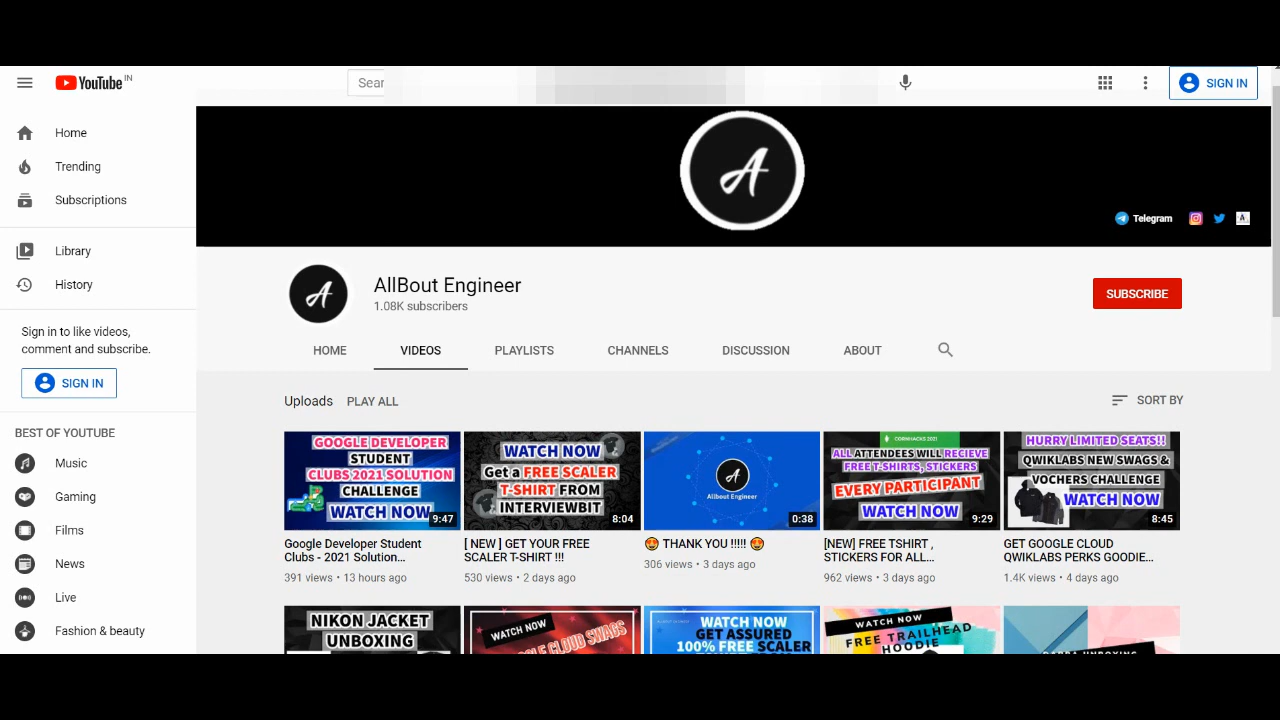 YouTube IN
Sear
SIGN IN
Home
Trending
Subscriptions
Library
History
Sign in to like videos,
comment and subscribe.
SIGN IN
BEST OF YOUTUBE
Music
Gaming
Films
News
Live
Fashion & beauty
A
Telegram
A
AllBout Engineer
1.08K subscribers
SUBSCRIBE
HOME VIDEOS PLAYLISTS CHANNELS DISCUSSION ABOUT
Uploads PLAY ALL
SORT BY
GOOGLE DEVELOPER
STUDENT
CLUBS 2021 SOLUTION
CHALLENGE
WATCH NOW
9:47
Google Developer Student
Clubs - 2021 Solution...
391 views • 13 hours ago
WATCH NOW
Get a FREE SCALER
T-SHIRT FROM
INTERVIEWBIT
8:04
[ NEW ] GET YOUR FREE
SCALER T-SHIRT !!!
530 views • 2 days ago
A
Allbout Engineer
0:38
🤩 THANK YOU !!!!! 🤩
306 views • 3 days ago
ALL ATTENDEES WILL RECIEVE
FREE T-SHIRTS, STICKERS
EVERY PARTICIPANT
WATCH NOW
9:29
[NEW] FREE TSHIRT ,
STICKERS FOR ALL...
962 views • 3 days ago
HURRY LIMITED SEATS!!
QWIKLABS NEW SWAGS &
VOCHERS CHALLENGE
WATCH NOW
8:45
GET GOOGLE CLOUD
QWIKLABS PERKS GOODIE...
1.4K views • 4 days ago
NIKON JACKET
UNBOXING
WATCH NOW
CLOUD SWAGS
WATCH NOW
GET ASSURED
100% FREE SCALER
WATCH NOW
FREE TRAILHEAD
HOODIE
UNBOXING